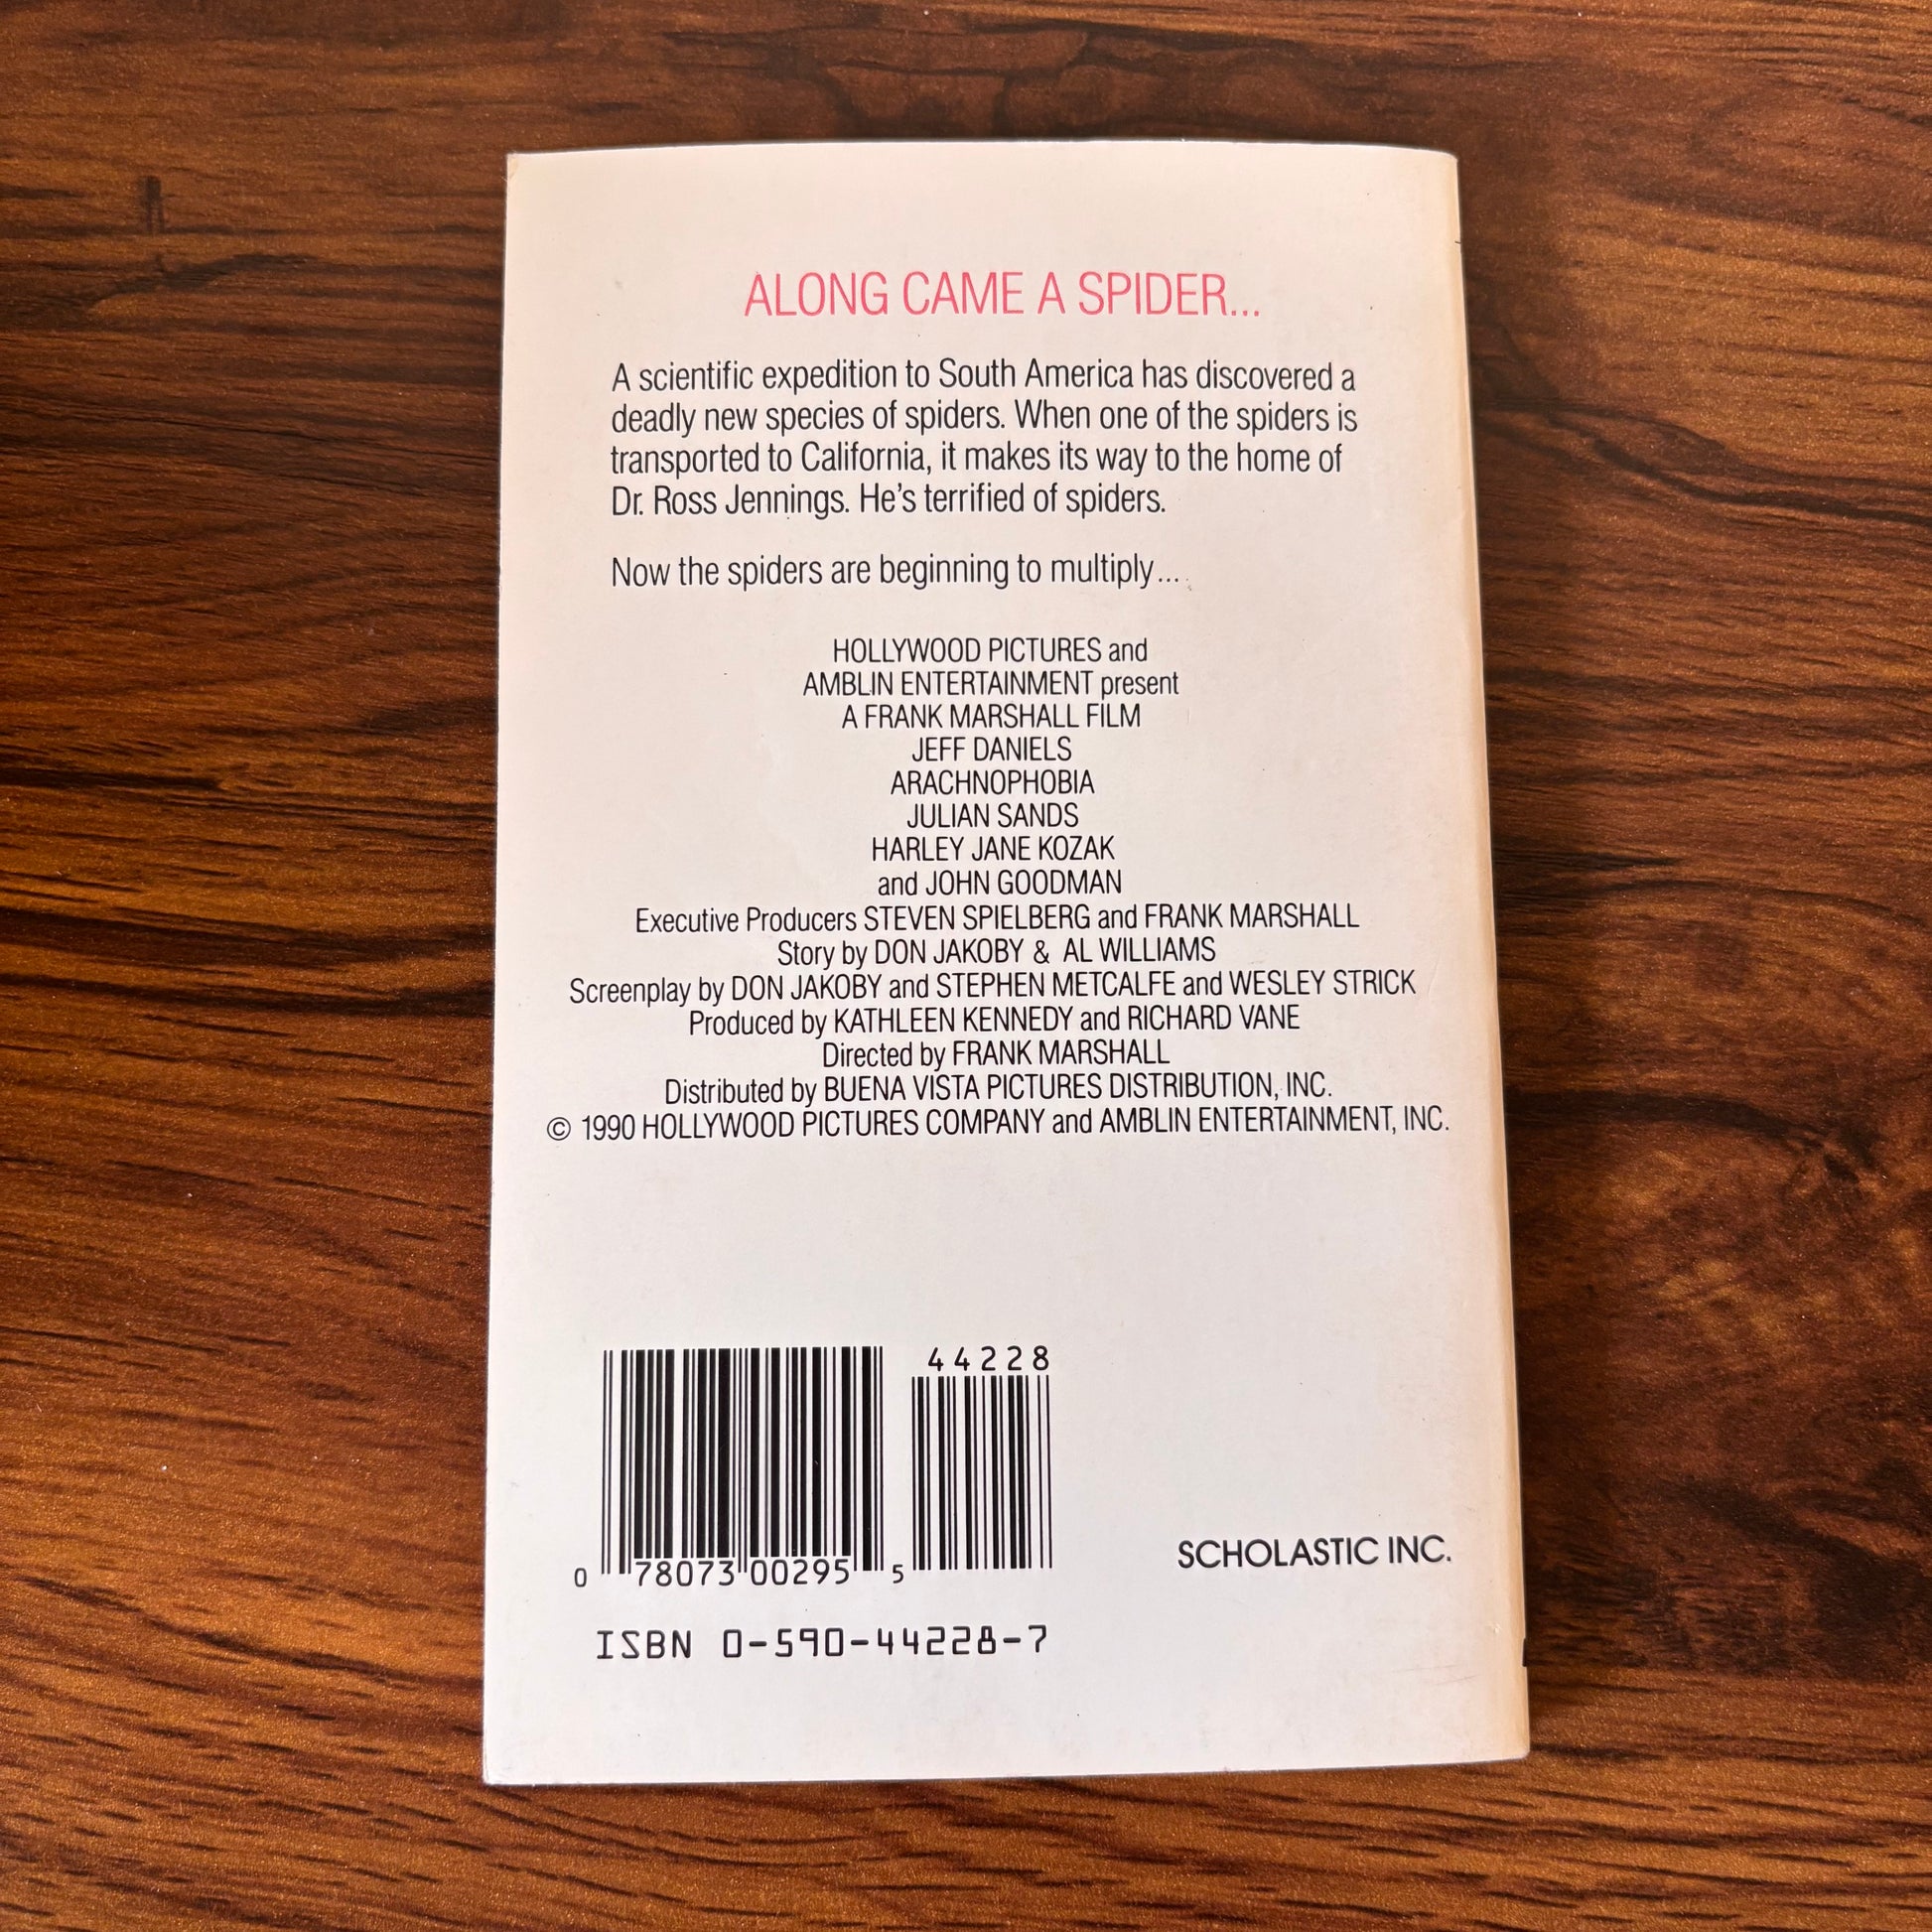 ALONG CAME A SPIDER...
A scientific expedition to South America has discovered a
deadly new species of spiders. When one of the spiders is
transported to California, it makes its way to the home of
Dr. Ross Jennings. He's terrified of spiders.
Now the spiders are beginning to multiply...
HOLLYWOOD PICTURES and
AMBLIN ENTERTAINMENT present
A FRANK MARSHALL FILM
JEFF DANIELS
ARACHNOPHOBIA
JULIAN SANDS
HARLEY JANE KOZAK
and JOHN GOODMAN
Executive Producers STEVEN SPIELBERG and FRANK MARSHALL
Story by DON JAKOBY & AL WILLIAMS
Screenplay by DON JAKOBY and STEPHEN METCALFE and WESLEY STRICK
Produced by KATHLEEN KENNEDY and RICHARD VANE
Directed by FRANK MARSHALL
Distributed by BUENA VISTA PICTURES DISTRIBUTION, INC.
© 1990 HOLLYWOOD PICTURES COMPANY and AMBLIN ENTERTAINMENT, INC.
44228
0 78073 00295 5
SCHOLASTIC INC.
ISBN 0-590-44228-7